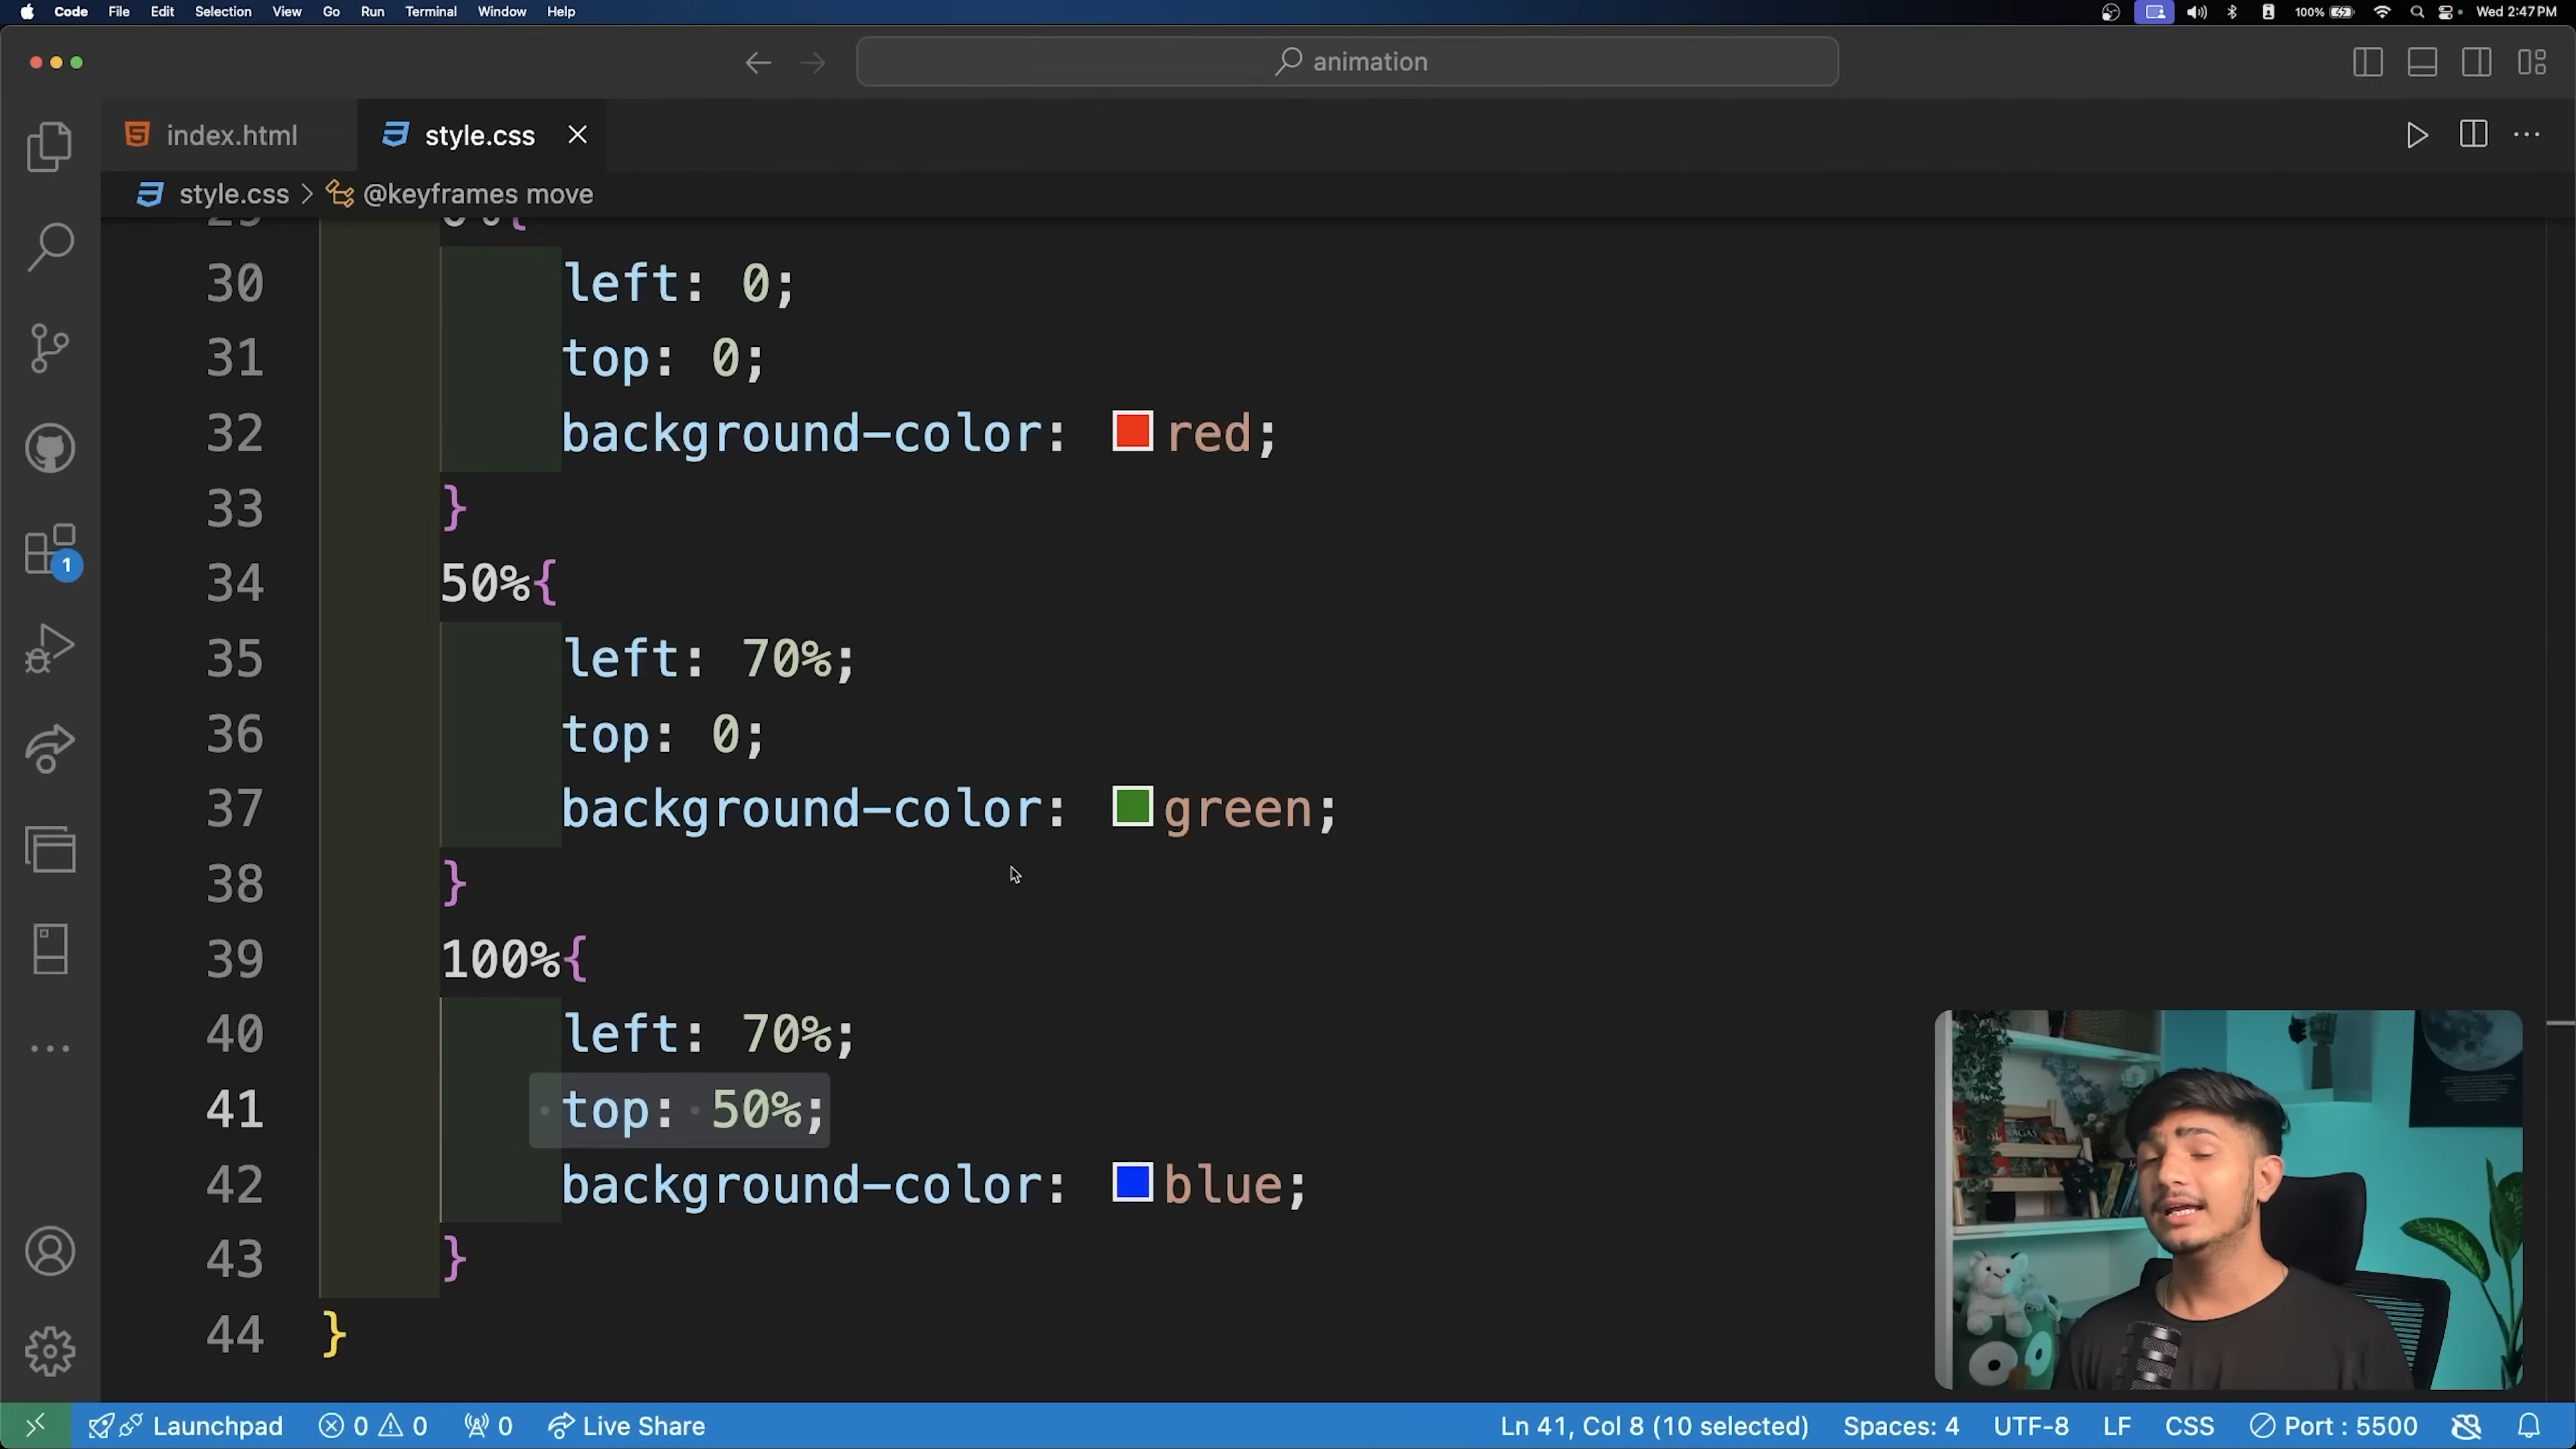 Code File Edit Selection View Go Run Terminal Window Help 100% Wed 2:47 PM
animation
index.html style.css
style.css > @keyframes move
30 left: 0;
31 top: 0;
32 background-color: red;
33 }
34 50%{
35 left: 70%;
36 top: 0;
37 background-color: green;
38 }
39 100%{
40 left: 70%;
41 top: 50%;
42 background-color: blue;
43 }
44 }
1
Launchpad 0 0 0 Live Share Ln 41, Col 8 (10 selected) Spaces: 4 UTF-8 LF CSS Port : 5500